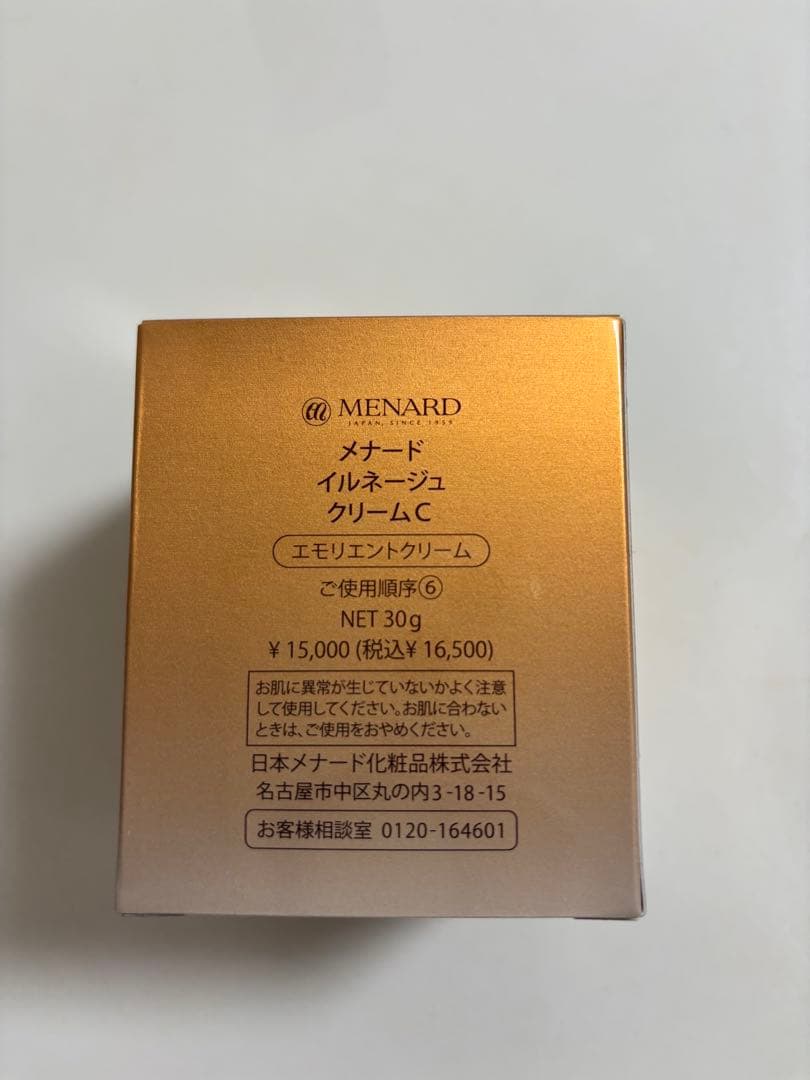 MENARD
JAPAN, SINCE 1959
メナード
イルネージュ
クリームC
エモリエントクリーム
ご使用順序⑥
NET 30g
¥ 15,000 (税込¥ 16,500)
お肌に異常が生じていないかよく注意
して使用してください。お肌に合わない
ときは、ご使用をおやめください。
日本メナード化粧品株式会社
名古屋市中区丸の内3-18-15
お客様相談室 0120-164601